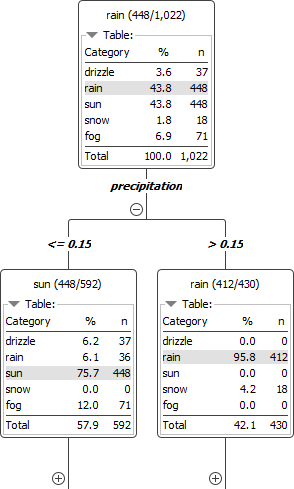 rain (448/1,022)
Table:
Category % n
drizzle 3.6 37
rain 43.8 448
sun 43.8 448
snow 1.8 18
fog 6.9 71
Total 100.0 1,022
precipitation
<= 0.15
> 0.15
sun (448/592)
Table:
Category % n
drizzle 6.2 37
rain 6.1 36
sun 75.7 448
snow 0.0 0
fog 12.0 71
Total 57.9 592
rain (412/430)
Table:
Category % n
drizzle 0.0 0
rain 95.8 412
sun 0.0 0
snow 4.2 18
fog 0.0 0
Total 42.1 430